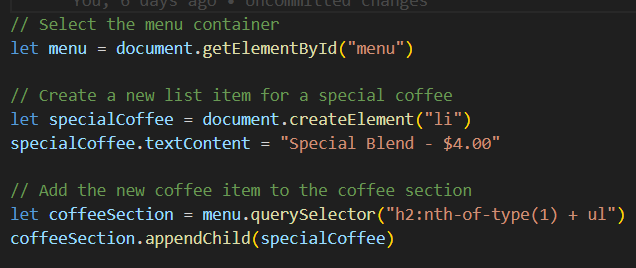 You, 6 days ago • Uncommitted changes
// Select the menu container
let menu = document.getElementById("menu")
// Create a new list item for a special coffee
let specialCoffee = document.createElement("li")
specialCoffee.textContent = "Special Blend - $4.00"
// Add the new coffee item to the coffee section
let coffeeSection = menu.querySelector("h2:nth-of-type(1) + ul")
coffeeSection.appendChild(specialCoffee)